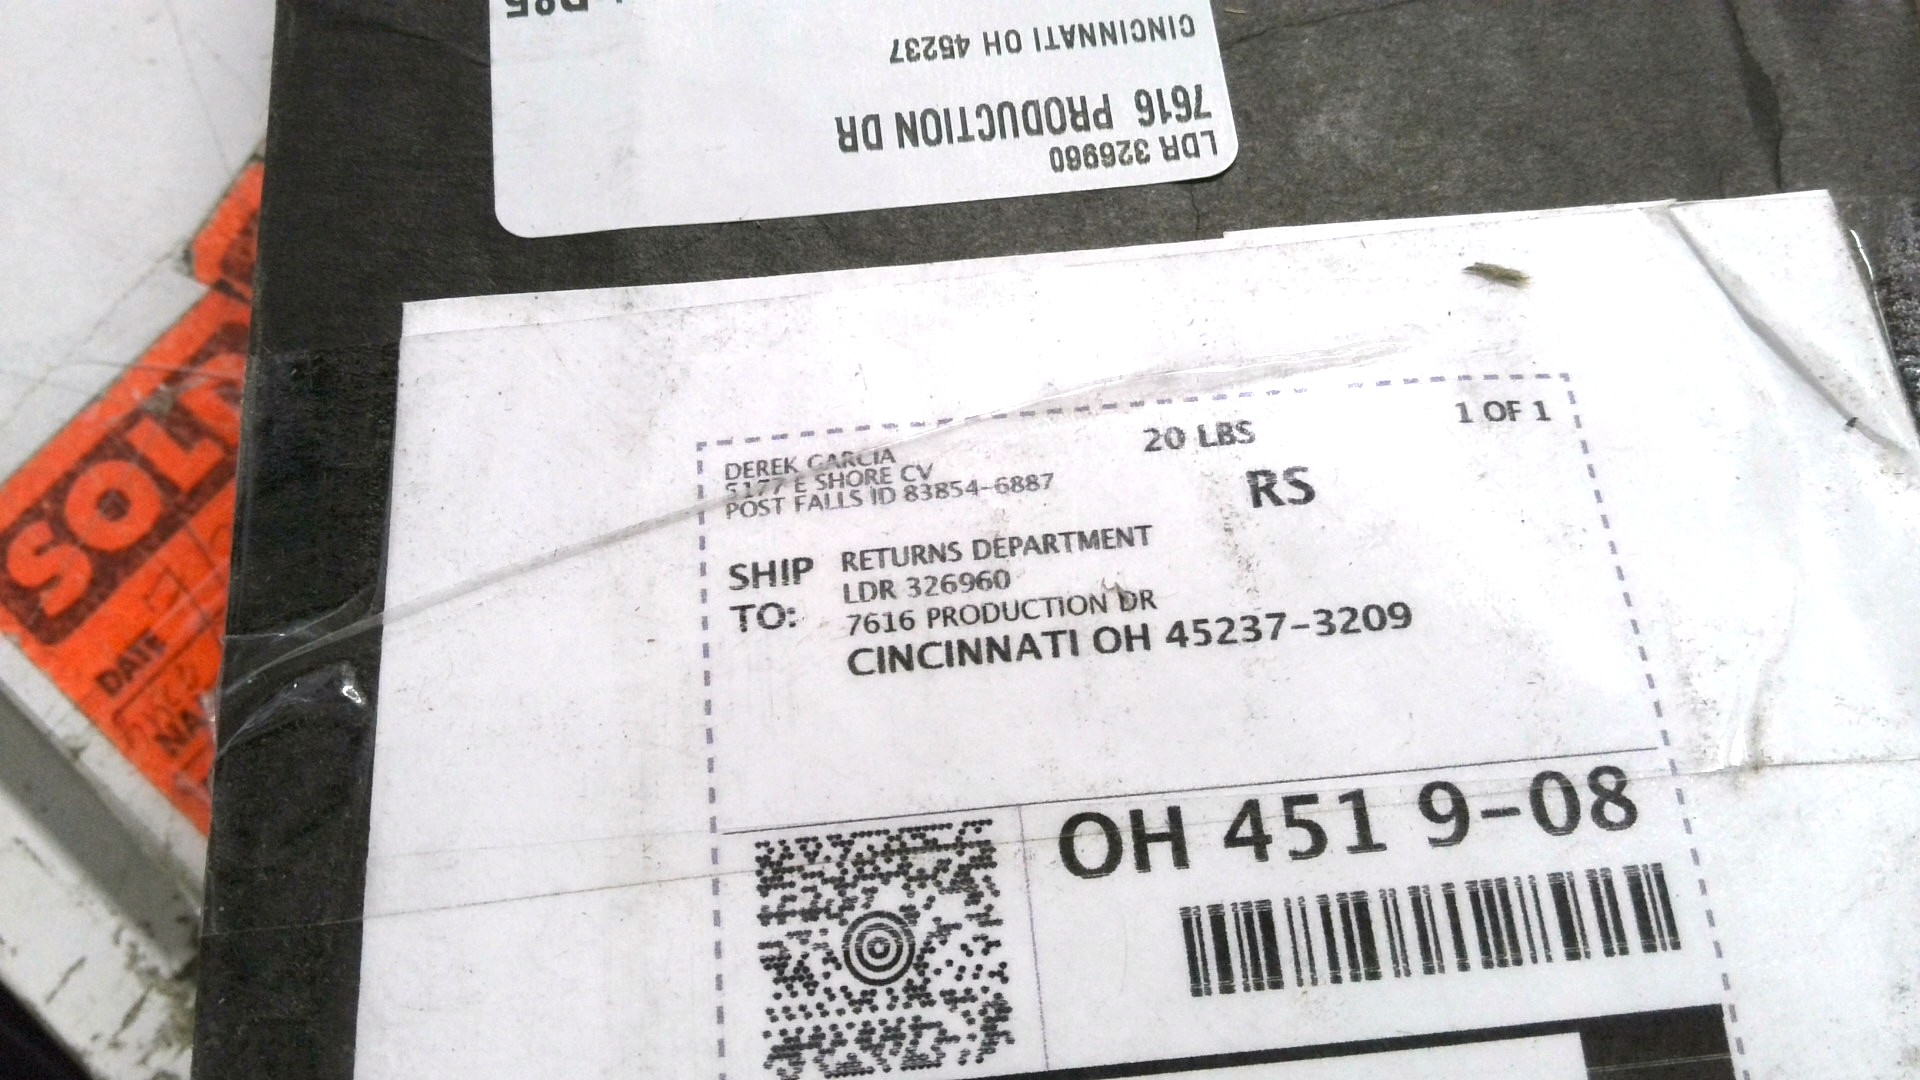 CINCINNATI OH 45237
7616 PRODUCTION DR
LDR 326960
SOLD
DATE
DEREK GARCIA
5177 E SHORE CV
POST FALLS ID 83854-6887
20 LBS
1 OF 1
RS
SHIP TO:
RETURNS DEPARTMENT
LDR 326960
7616 PRODUCTION DR
CINCINNATI OH 45237-3209
OH 451 9-08